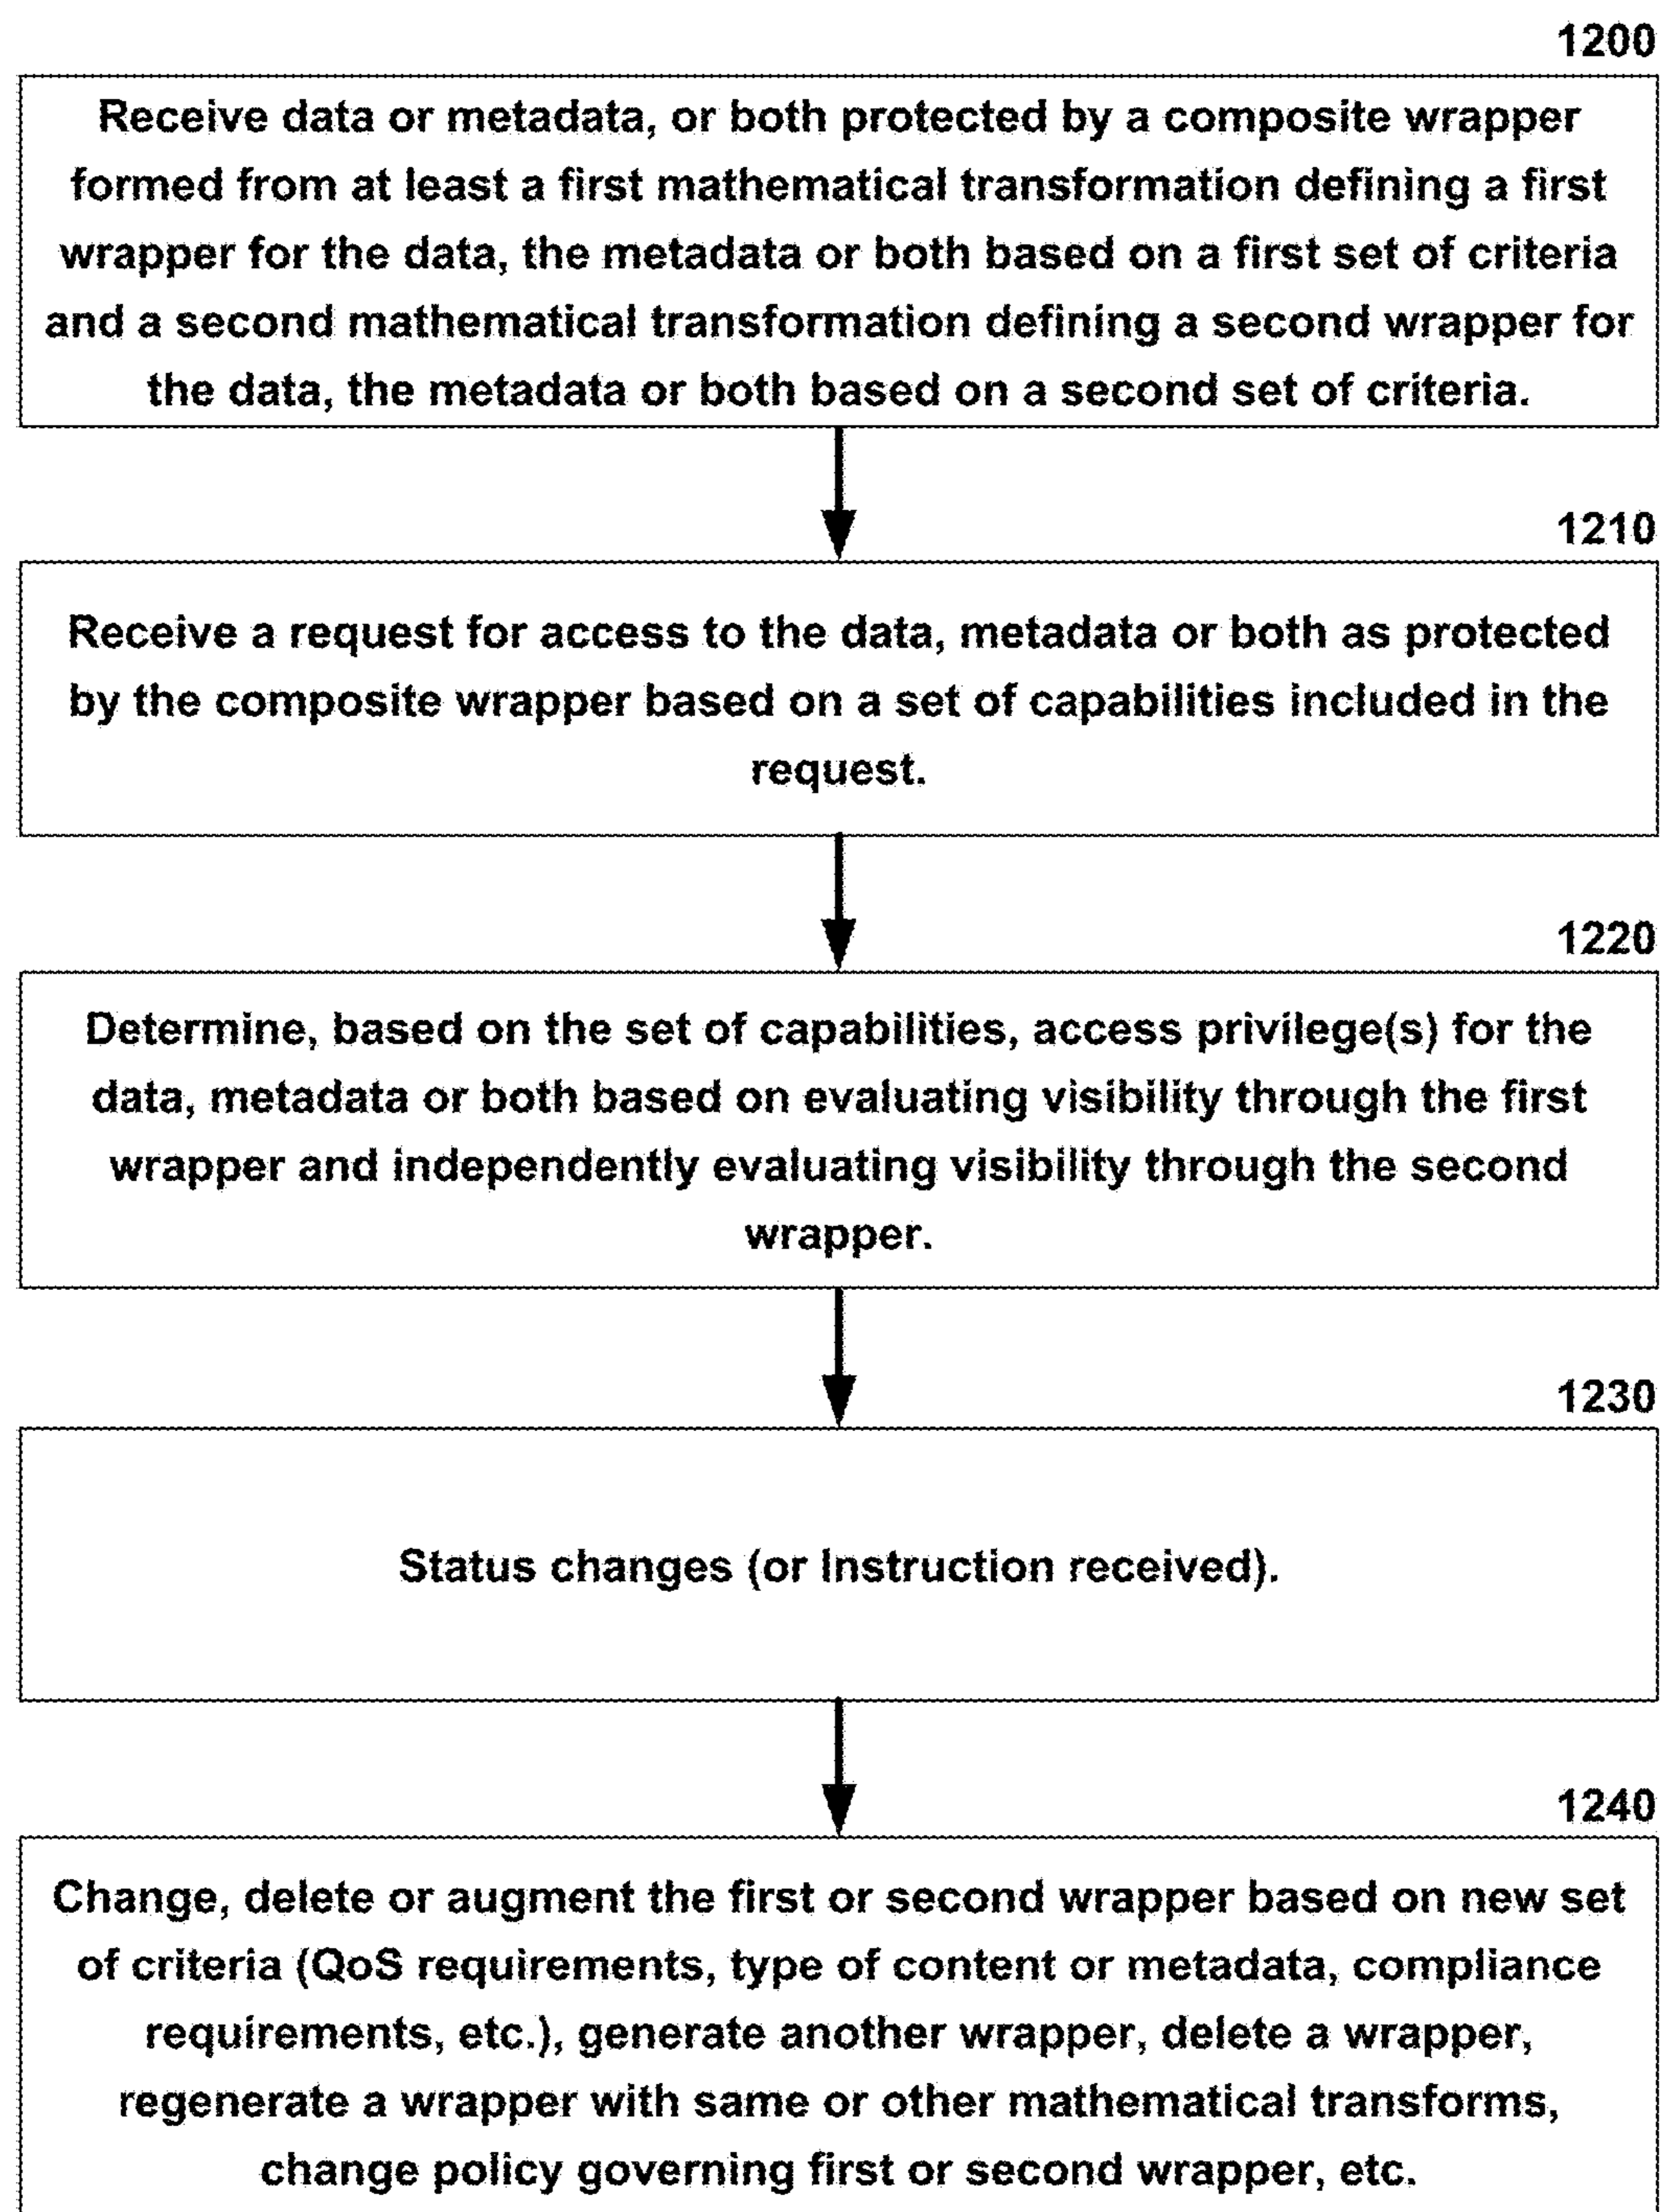 1200
Receive data or metadata, or both protected by a composite wrapper
formed from at least a first mathematical transformation defining a first
wrapper for the data, the metadata or both based on a first set of criteria
and a second mathematical transformation defining a second wrapper for
the data, the metadata or both based on a second set of criteria.
1210
Receive a request for access to the data, metadata or both as protected
by the composite wrapper based on a set of capabilities included in the
request.
1220
Determine, based on the set of capabilities, access privilege(s) for the
data, metadata or both based on evaluating visibility through the first
wrapper and independently evaluating visibility through the second
wrapper.
1230
Status changes (or Instruction received).
1240
Change, delete or augment the first or second wrapper based on new set
of criteria (QoS requirements, type of content or metadata, compliance
requirements, etc.), generate another wrapper, delete a wrapper,
regenerate a wrapper with same or other mathematical transforms,
change policy governing first or second wrapper, etc.